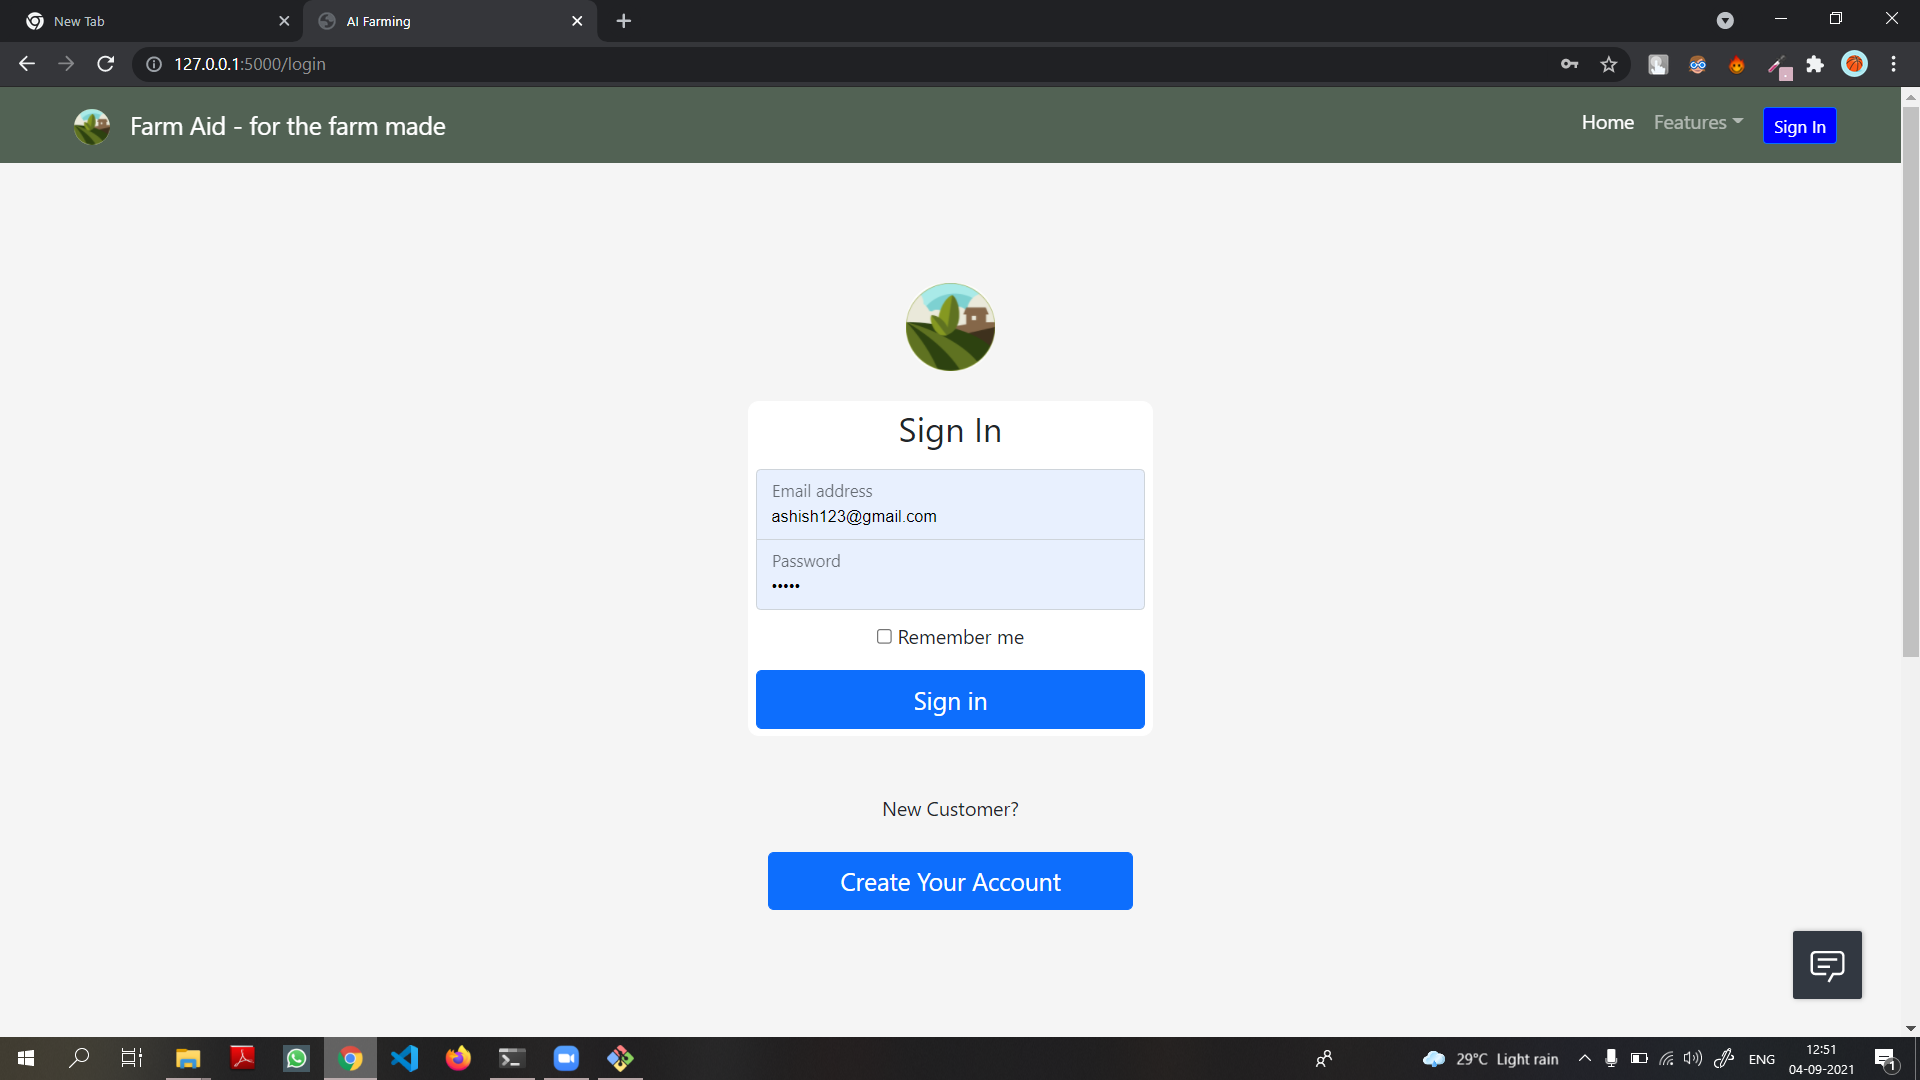 New Tab
AI Farming
127.0.0.1:5000/login
Farm Aid - for the farm made
Home
Features
Sign In
Sign In
Email address
ashish123@gmail.com
Password
•••••
Remember me
Sign in
New Customer?
Create Your Account
29°C Light rain
ENG
12:51
04-09-2021
1